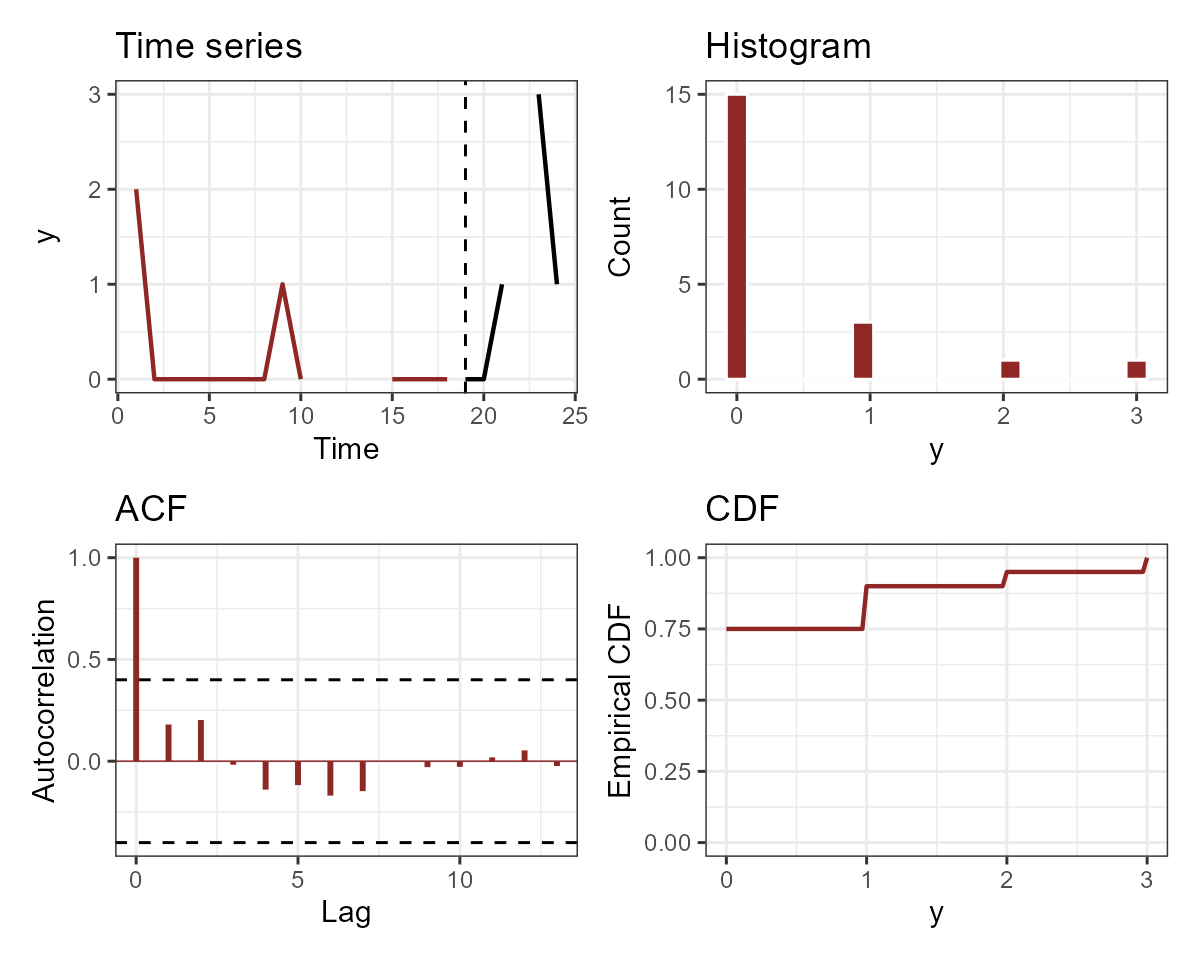 Time series
3
2
1
0
y
0 5 10 15 20 25
Time
Histogram
15
10
5
0
Count
0 1 2 3
y
ACF
1.0
0.5
0.0
Autocorrelation
0 5 10
Lag
CDF
1.00
0.75
0.50
0.25
0.00
Empirical CDF
0 1 2 3
y